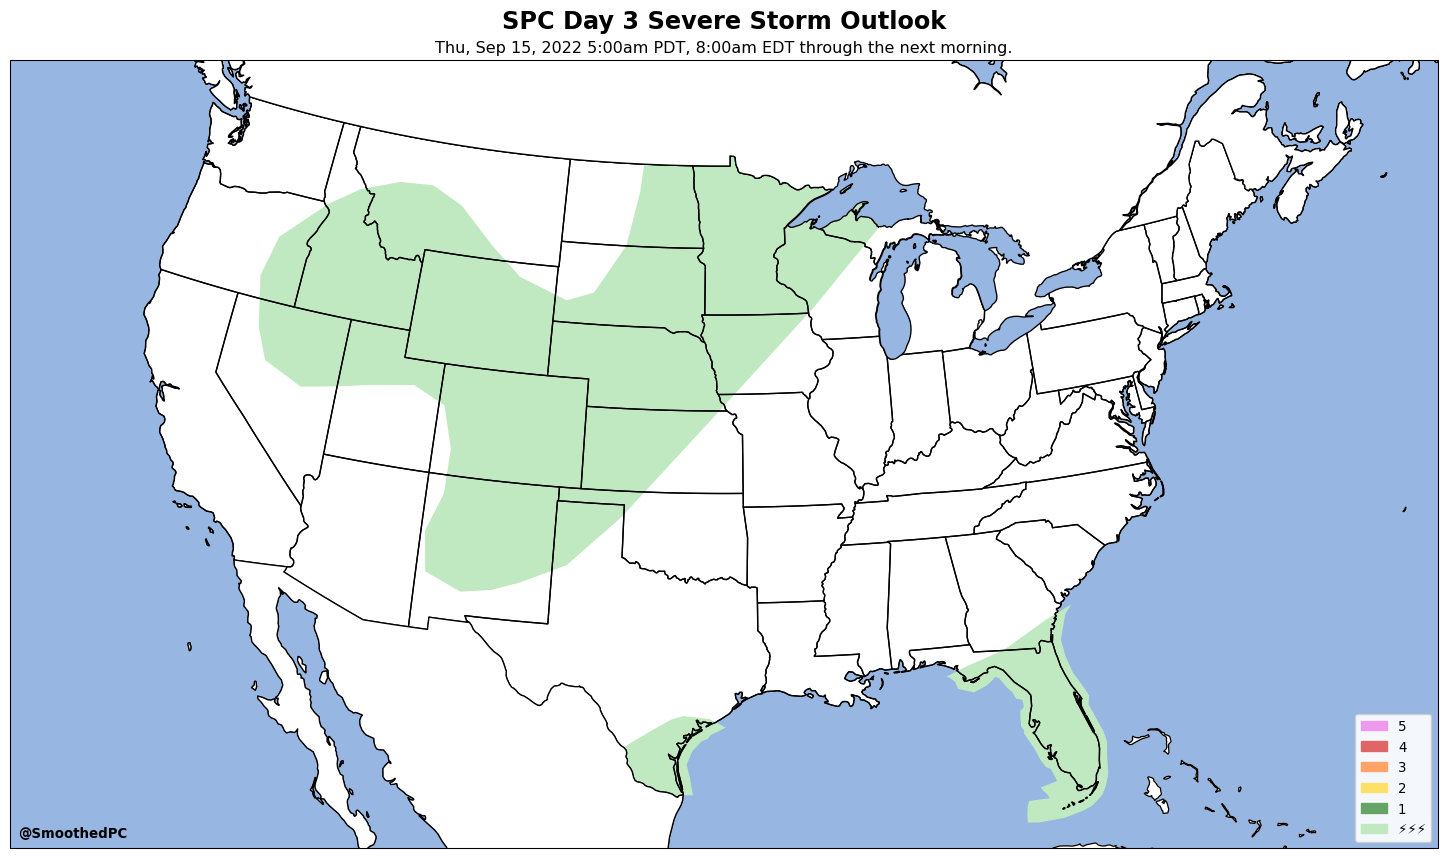 SPC Day 3 Severe Storm Outlook
Thu, Sep 15, 2022 5:00am PDT, 8:00am EDT through the next morning.
5
4
3
2
1
⚡⚡⚡
@SmoothedPC